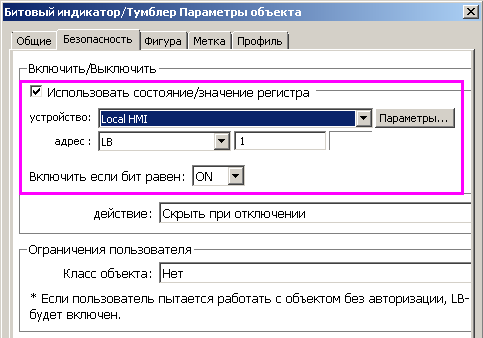 Битовый индикатор/Тумблер Параметры объекта
Общие Безопасность Фигура Метка Профиль
Включить/Выключить
Использовать состояние/значение регистра
устройство: Local HMI Параметры...
адрес : LB 1
Включить если бит равен: ON
действие: Скрыть при отключении
Ограничения пользователя
Класс объекта: Нет
* Если пользователь пытается работать с объектом без авторизации, LB-
будет включен.